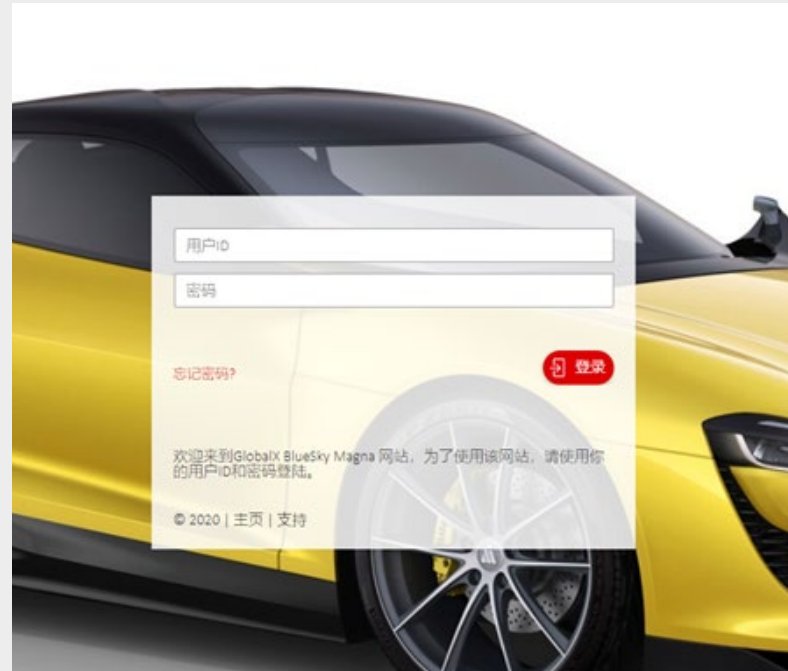 用户ID
密码
忘记密码?
登录
欢迎来到GlobalX BlueSky Magna 网站，为了使用该网站，请使用你
的用户ID和密码登陆。
© 2020 | 主页 | 支持